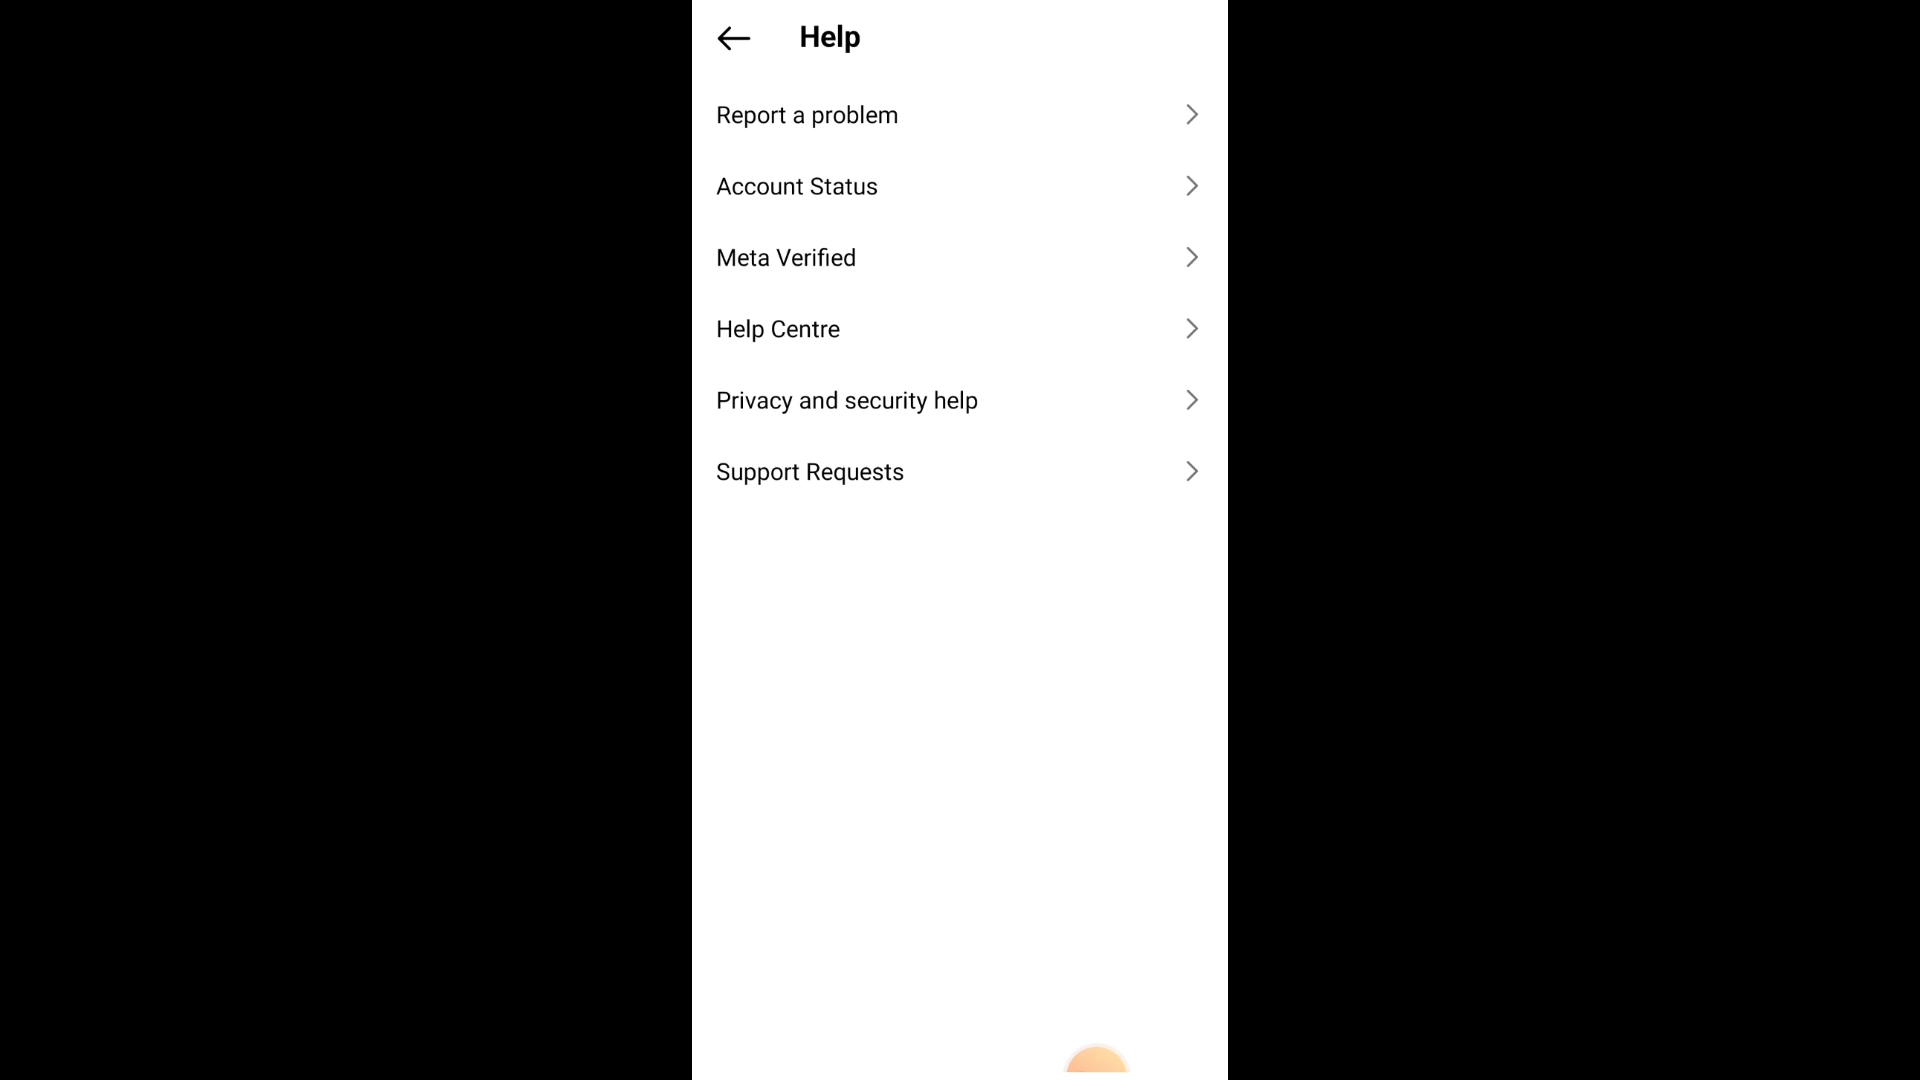 Help
Report a problem
Account Status
Meta Verified
Help Centre
Privacy and security help
Support Requests